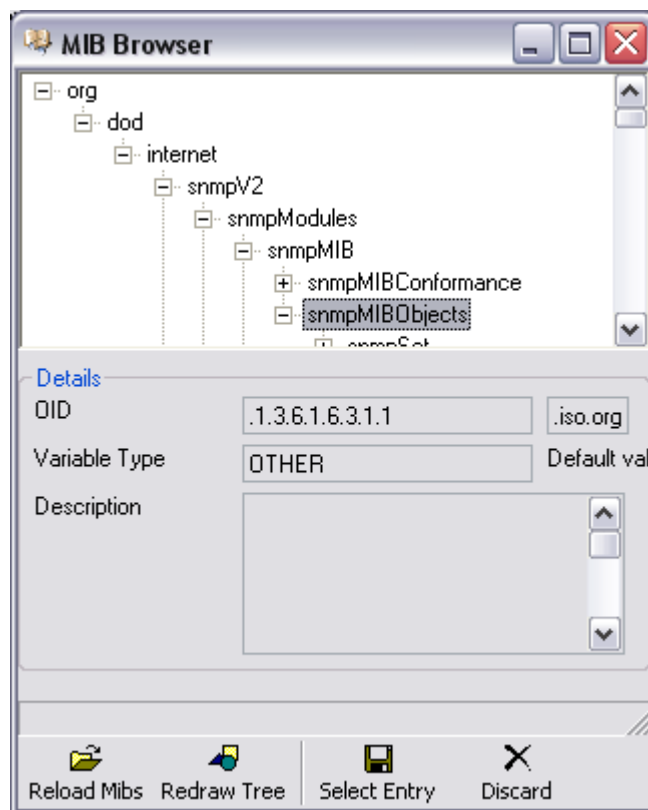 MIB Browser
org
dod
internet
snmpV2
snmpModules
snmpMIB
snmpMIBConformance
snmpMIBObjects
snmpSet
Details
OID .1.3.6.1.6.3.1.1 .iso.org
Variable Type OTHER Default val
Description
Reload Mibs Redraw Tree Select Entry Discard